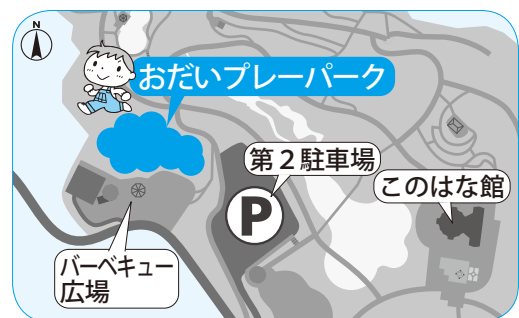 N
おだいプレーパーク
第2駐車場
P
このはな館
バーベキュー
広場